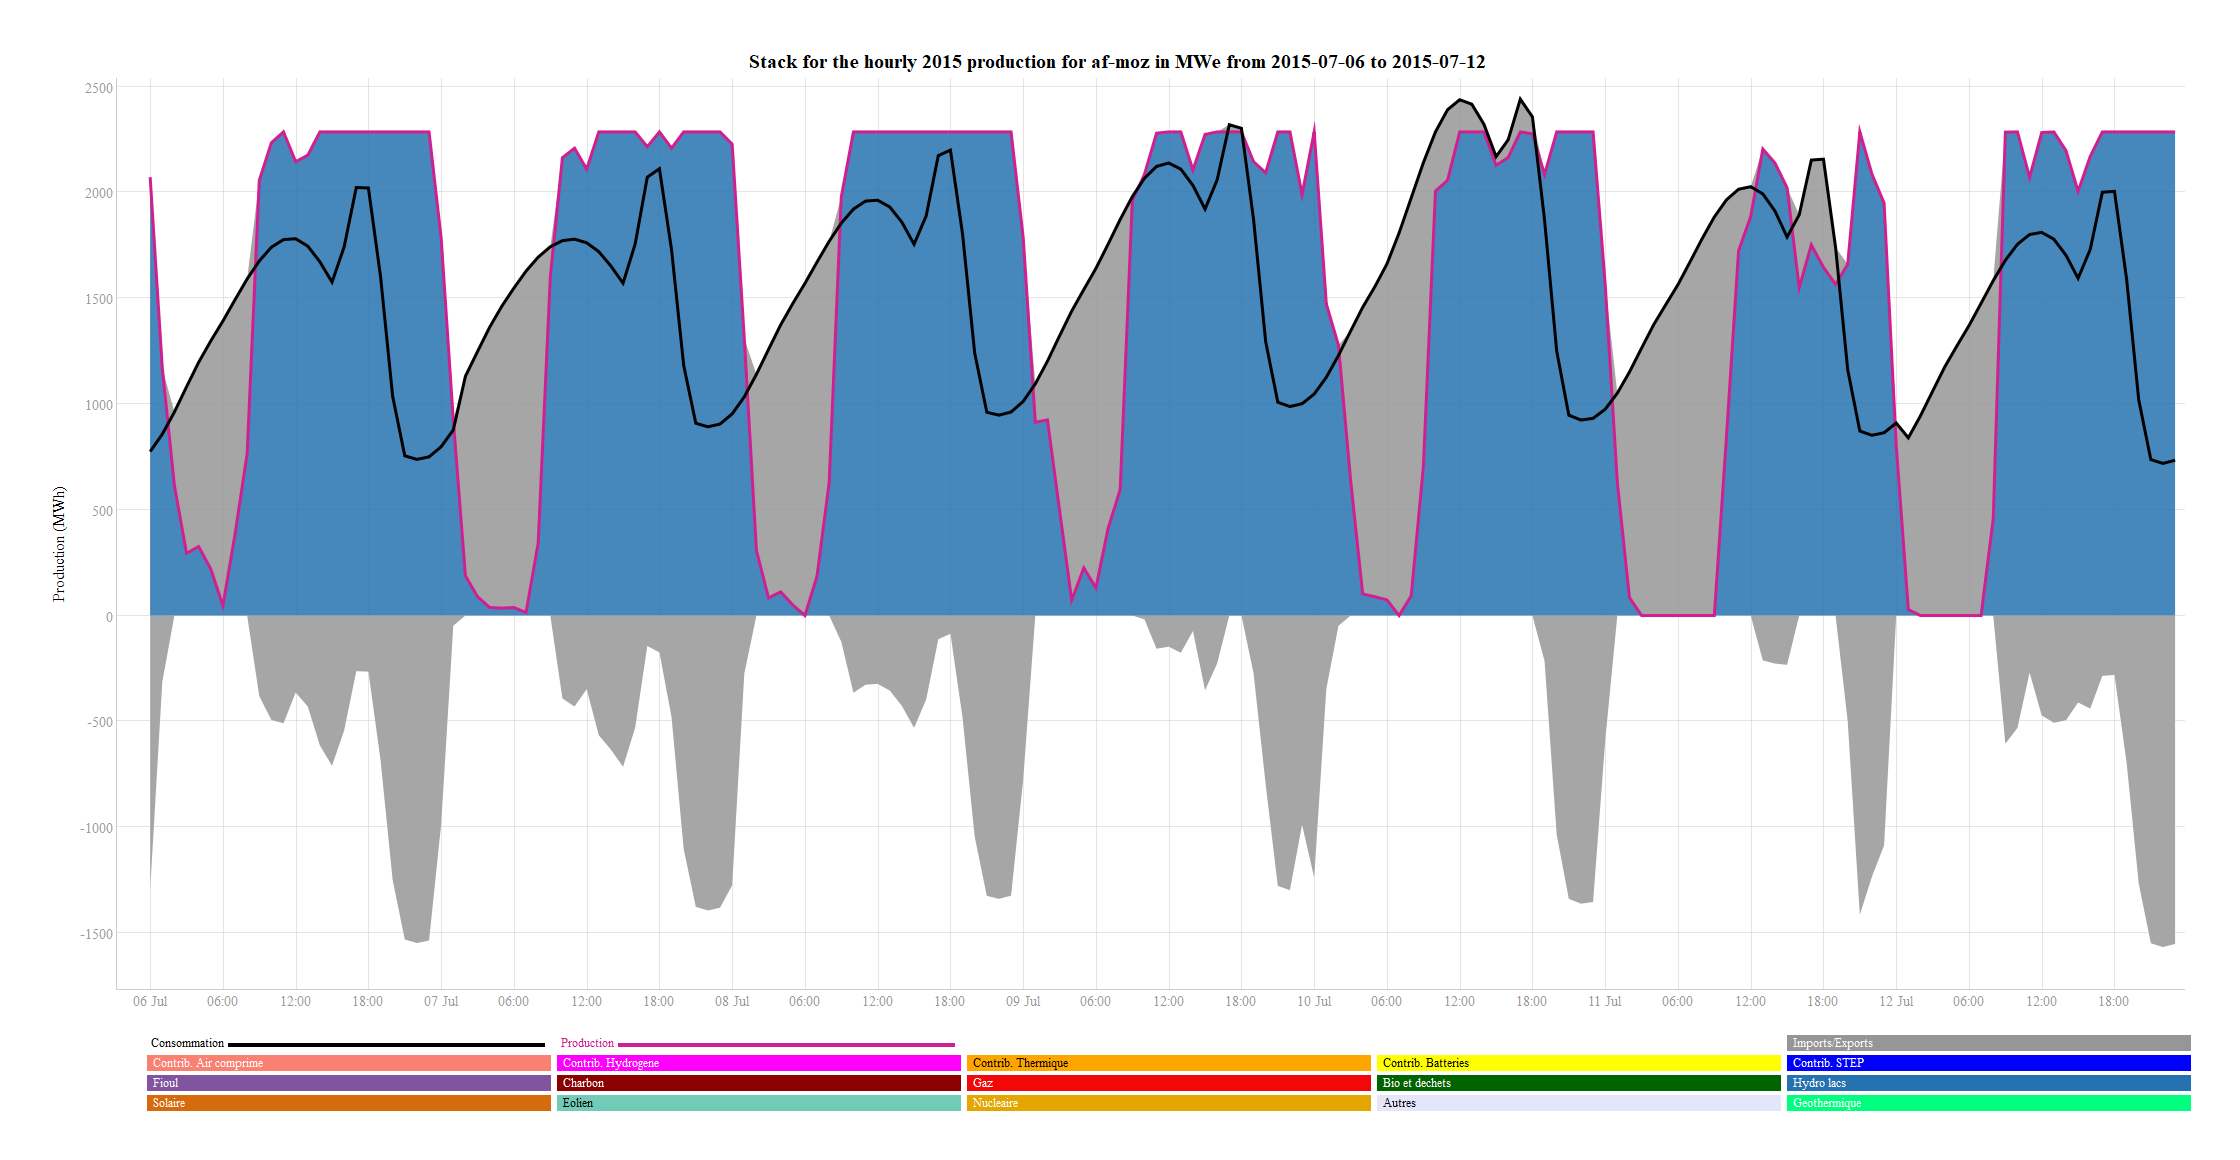 Stack for the hourly 2015 production for af-moz in MWe from 2015-07-06 to 2015-07-12
Production (MWh)
2500
2000
1500
1000
500
0
-500
-1000
-1500
06 Jul 06:00 12:00 18:00 07 Jul 06:00 12:00 18:00 08 Jul 06:00 12:00 18:00 09 Jul 06:00 12:00 18:00 10 Jul 06:00 12:00 18:00 11 Jul 06:00 12:00 18:00 12 Jul 06:00 12:00 18:00
Consommation Production Imports/Exports
Contrib. Air comprime Contrib. Hydrogene Contrib. Thermique Contrib. Batteries Contrib. STEP
Fioul Charbon Gaz Bio et dechets Hydro lacs
Solaire Eolien Nucleaire Autres Geothermique